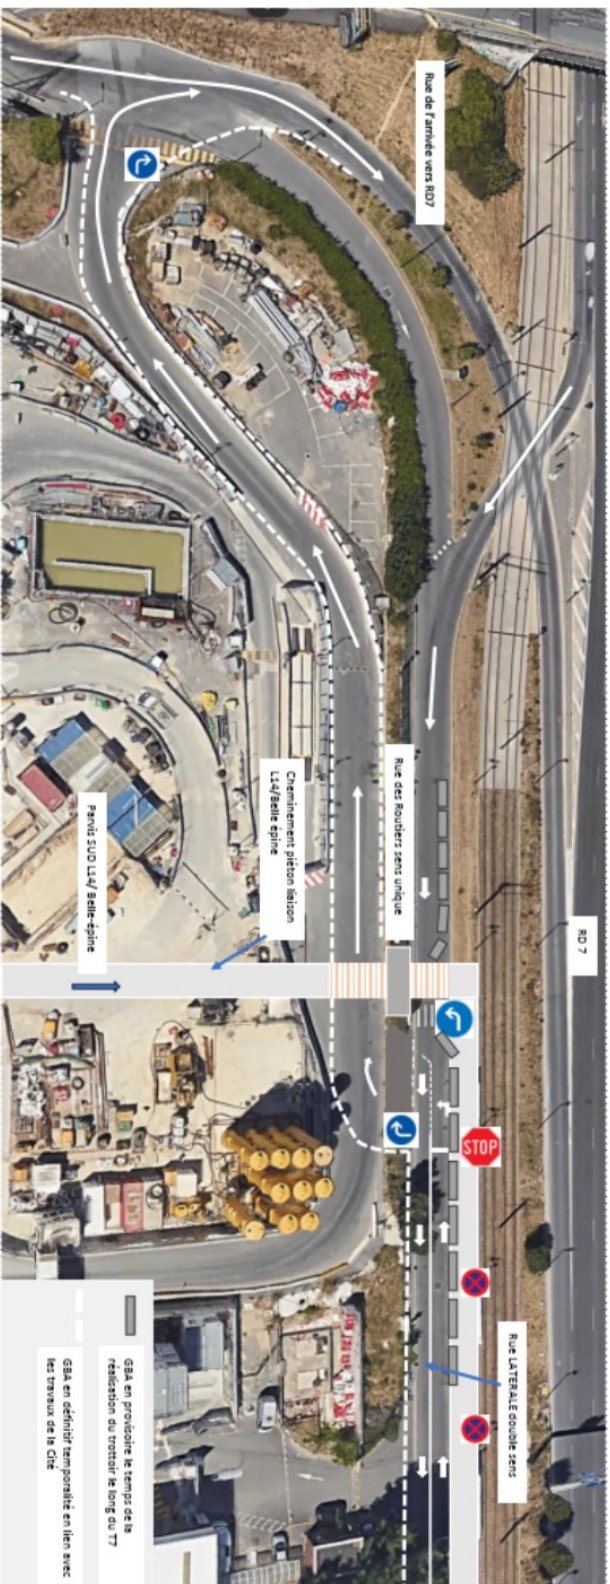 Rue de l'arrivée vers RD7
RD 7
Rue des Routiers sens unique
Cheminement piéton liaison
L14/Belle épine
Parvis SUD L14/ Belle-épine
STOP
Rue LATERALE double sens
GBA en provisoire le temps de la
réalisation du trottoir le long du T7
GBA en définitif temporalité en lien avec
les travaux de la Cité